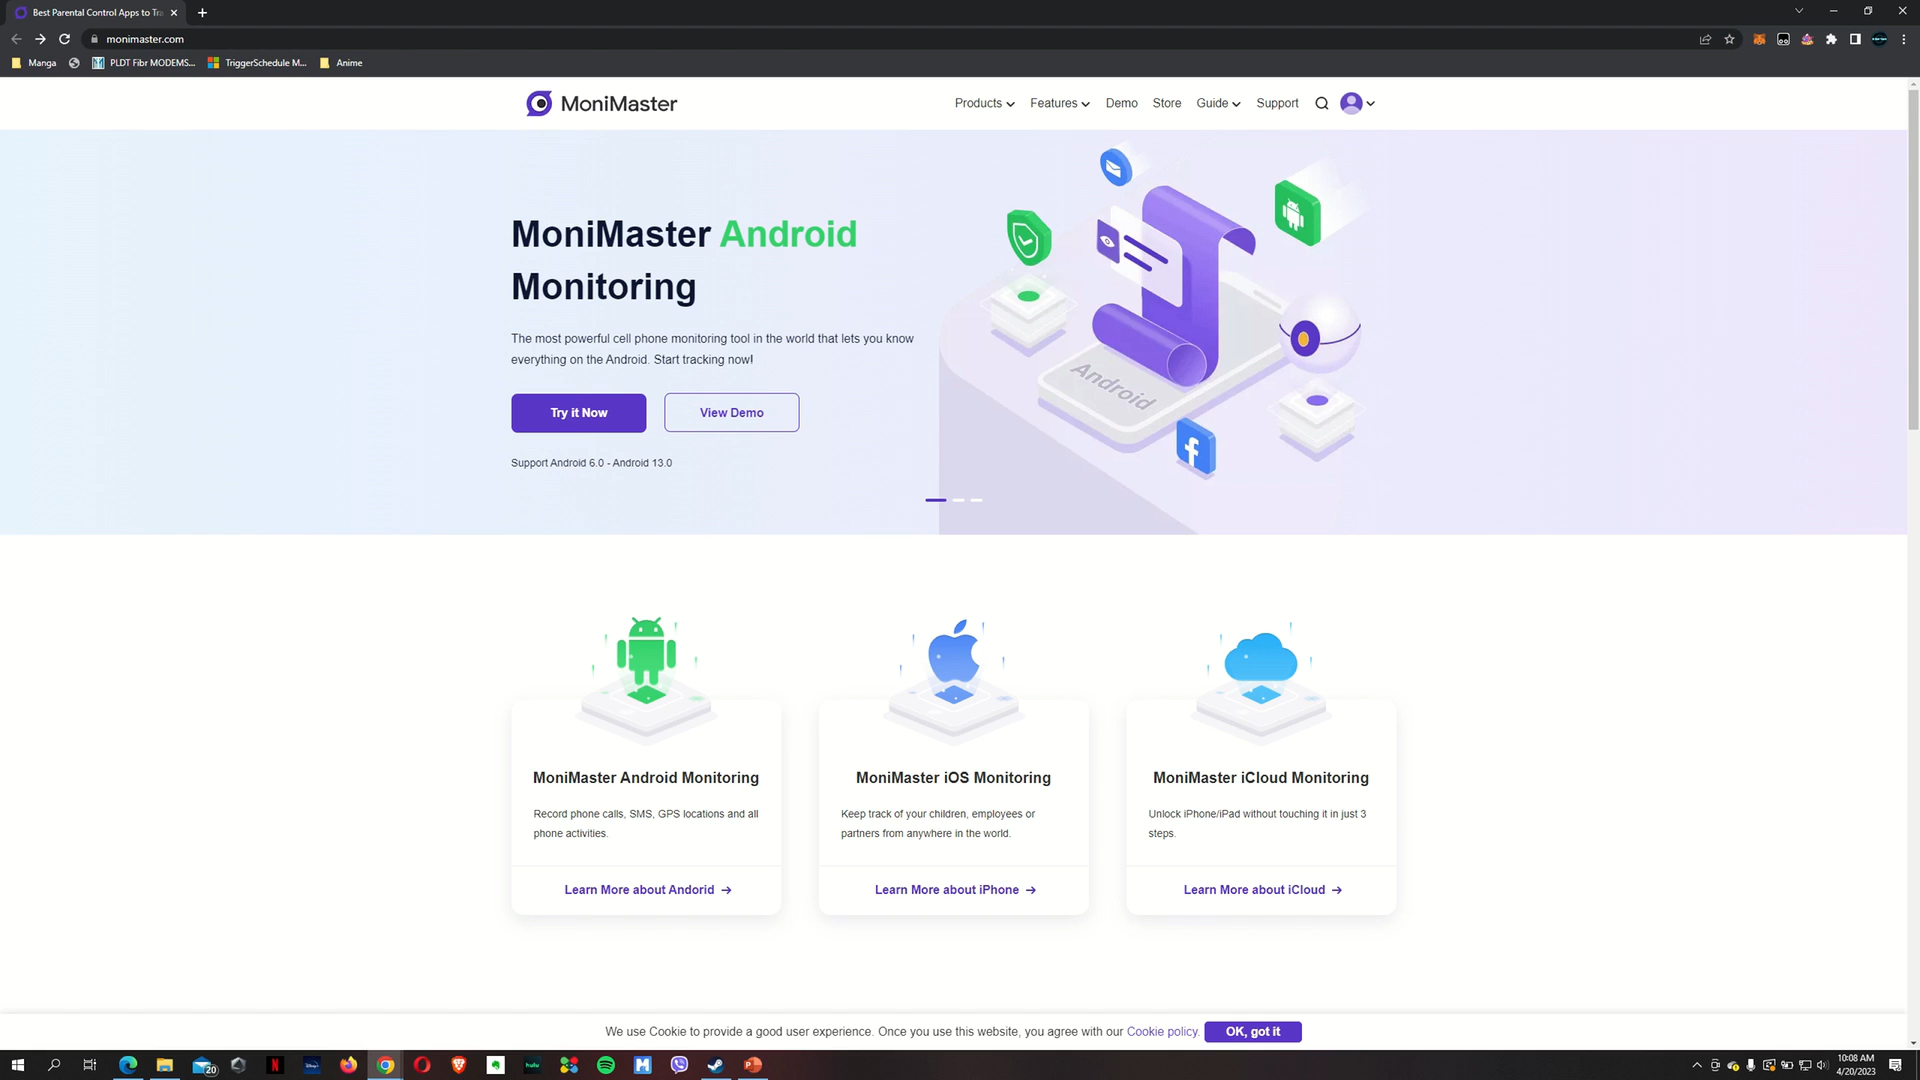 Best Parental Control Apps to Tra
monimaster.com
Manga
PLDT Fibr MODEMS...
TriggerSchedule M...
Anime
MoniMaster
Products
Features
Demo
Store
Guide
Support
MoniMaster Android
Monitoring
The most powerful cell phone monitoring tool in the world that lets you know
everything on the Android. Start tracking now!
Try it Now
View Demo
Support Android 6.0 - Android 13.0
Android
MoniMaster Android Monitoring
Record phone calls, SMS, GPS locations and all
phone activities.
Learn More about Andorid
MoniMaster iOS Monitoring
Keep track of your children, employees or
partners from anywhere in the world.
Learn More about iPhone
MoniMaster iCloud Monitoring
Unlock iPhone/iPad without touching it in just 3
steps.
Learn More about iCloud
We use Cookie to provide a good user experience. Once you use this website, you agree with our Cookie policy.
OK, got it
20
hulu
10:08 AM
4/20/2023